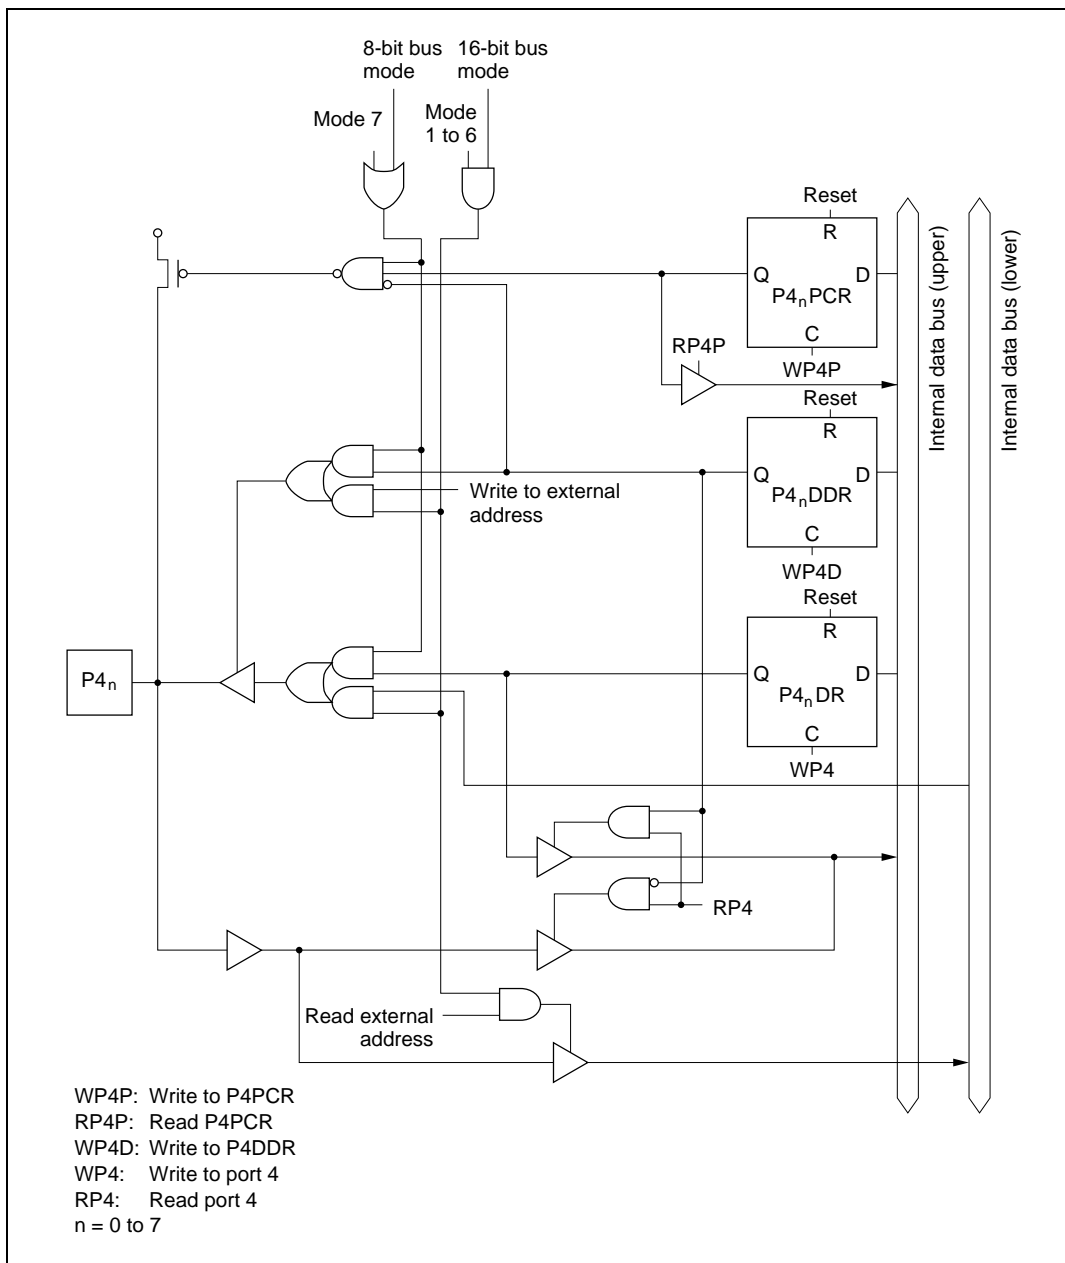 8-bit bus mode
16-bit bus mode
Mode 7
Mode 1 to 6
Reset
R
Q
D
P4nPCR
C
WP4P
RP4P
Reset
R
Q
D
P4nDDR
C
WP4D
Write to external address
Reset
R
Q
D
P4nDR
C
WP4
P4n
RP4
Read external address
Internal data bus (upper)
Internal data bus (lower)
WP4P: Write to P4PCR
RP4P: Read P4PCR
WP4D: Write to P4DDR
WP4: Write to port 4
RP4: Read port 4
n = 0 to 7